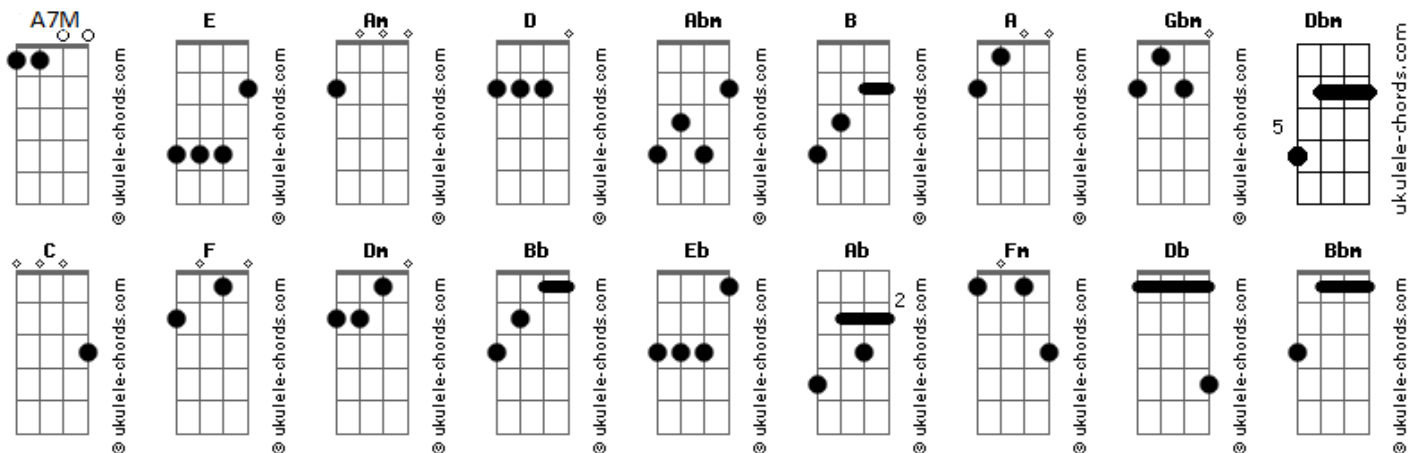 A7M E Am D Abm B A Gbm Dbm
© ukulele-chords.com © ukulele-chords.com © ukulele-chords.com © ukulele-chords.com © ukulele-chords.com © ukulele-chords.com © ukulele-chords.com © ukulele-chords.com ukulele-chords.com
5
C F Dm Bb Eb Ab Fm Db Bbm
2
© ukulele-chords.com © ukulele-chords.com © ukulele-chords.com © ukulele-chords.com © ukulele-chords.com © ukulele-chords.com © ukulele-chords.com © ukulele-chords.com © ukulele-chords.com